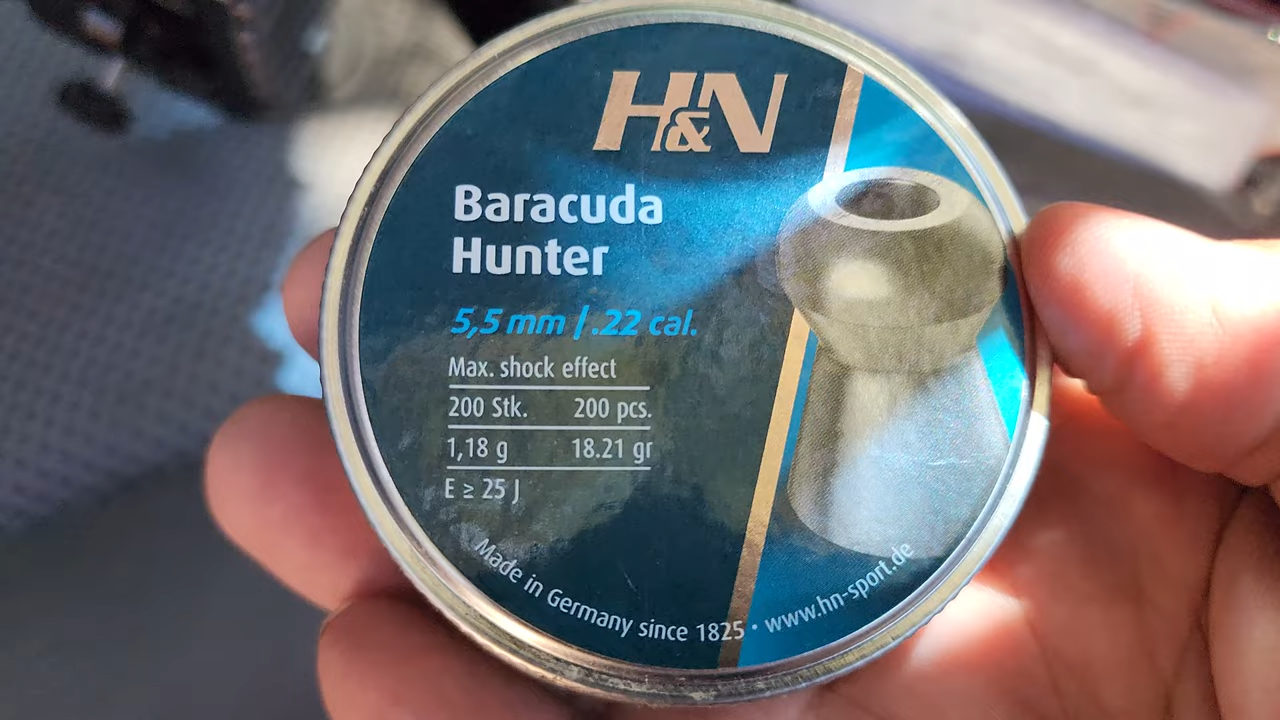 H&N
Baracuda
Hunter
5,5 mm / .22 cal.
Max. shock effect
200 Stk. 200 pcs.
1,18 g 18.21 gr
E ≥ 25 J
Made in Germany since 1825 · www.hn-sport.de